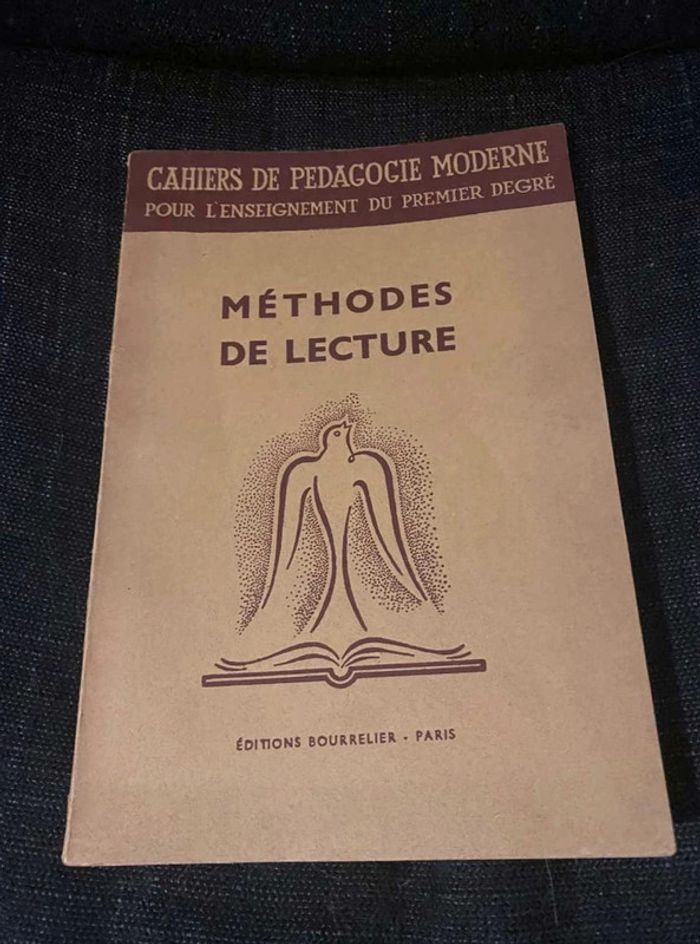 CAHIERS DE PEDAGOGIE MODERNE
POUR L'ENSEIGNEMENT DU PREMIER DEGRÉ
MÉTHODES
DE LECTURE
ÉDITIONS BOURRELIER - PARIS